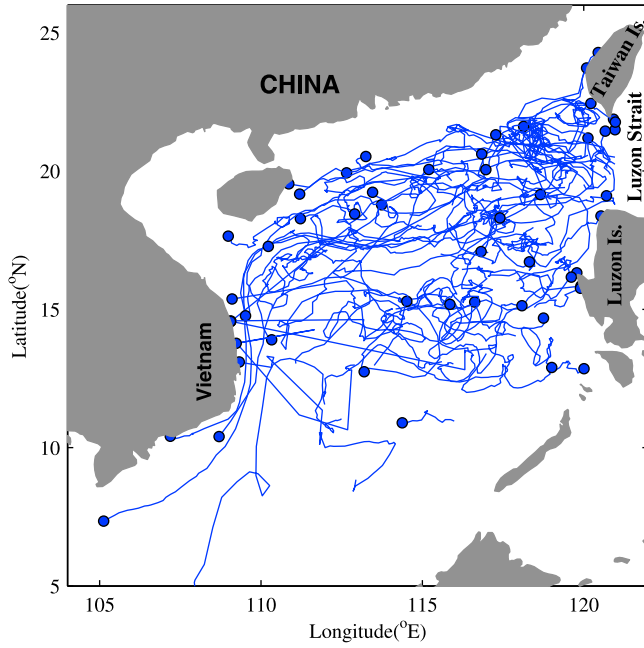 25
20
15
10
5
Latitude(°N)
CHINA
Taiwan Is.
Luzon Strait
Luzon Is.
Vietnam
105
110
115
120
Longitude(°E)